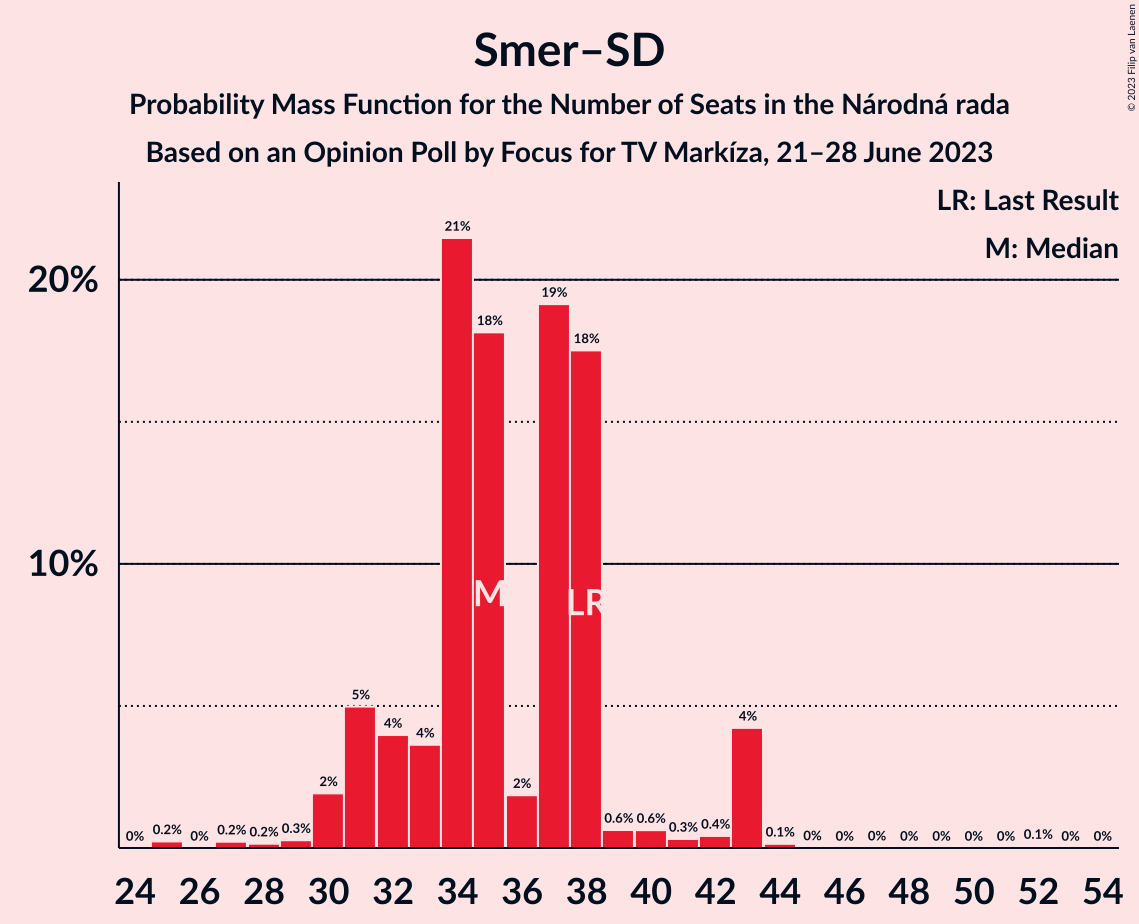 Smer–SD
Probability Mass Function for the Number of Seats in the Národná rada
Based on an Opinion Poll by Focus for TV Markíza, 21–28 June 2023
© 2023 Filip van Laenen
LR: Last Result
M: Median
20%
10%
0% 0.2% 0% 0.2% 0.2% 0.3% 2% 5% 4% 4% 21% 18% 2% 19% 18% 0.6% 0.6% 0.3% 0.4% 4% 0.1% 0% 0% 0% 0% 0% 0% 0% 0.1% 0% 0%
M
LR
24 26 28 30 32 34 36 38 40 42 44 46 48 50 52 54